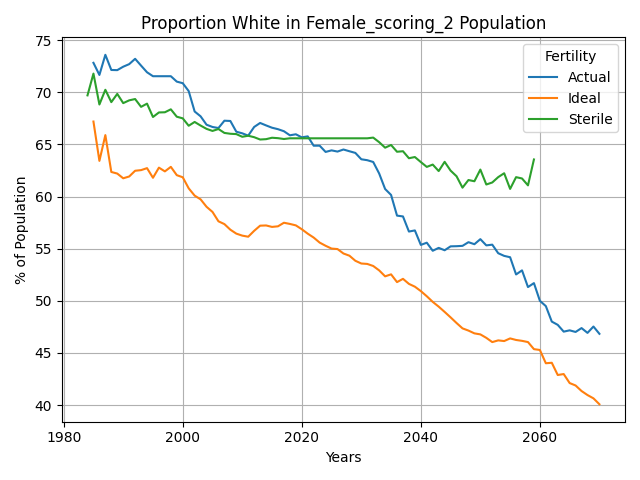 Proportion White in Female_scoring_2 Population
75
70
65
60
55
50
45
40
% of Population
Fertility
Actual
Ideal
Sterile
1980 2000 2020 2040 2060
Years